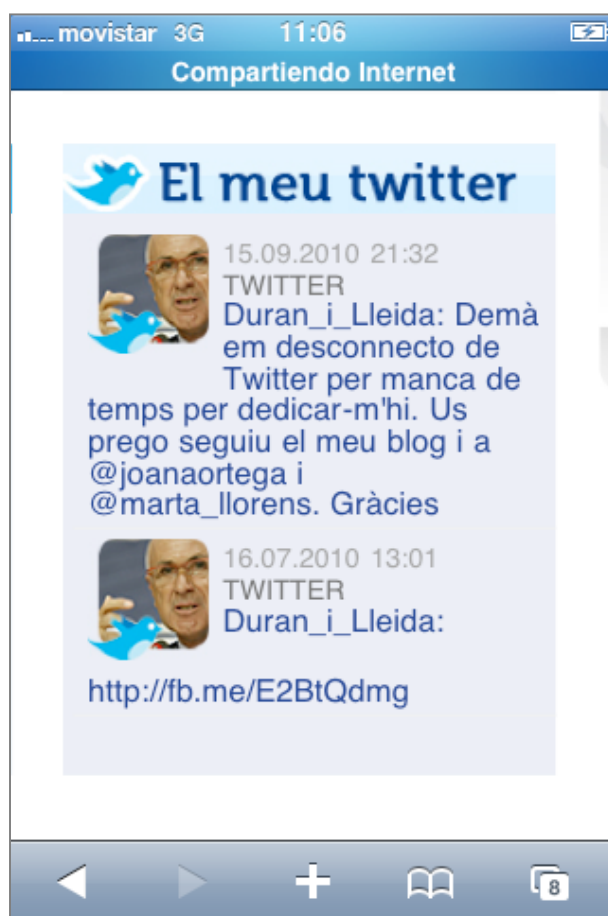 movistar 3G 11:06
Compartiendo Internet
El meu twitter
15.09.2010 21:32
TWITTER
Duran_i_Lleida: Demà
em desconnecto de
Twitter per manca de
temps per dedicar-m'hi. Us
prego seguiu el meu blog i a
@joanaortega i
@marta_llorens. Gràcies
16.07.2010 13:01
TWITTER
Duran_i_Lleida:
http://fb.me/E2BtQdmg
8